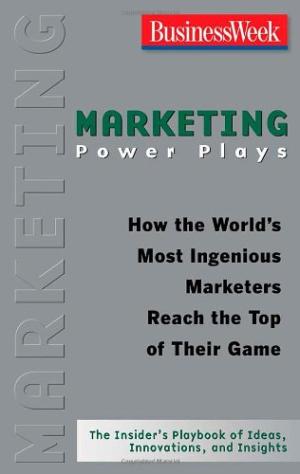 MARKETING
BusinessWeek
MARKETING
Power Plays
How the World's
Most Ingenious
Marketers
Reach the Top
of Their Game
The Insider's Playbook of Ideas,
Innovations, and Insights